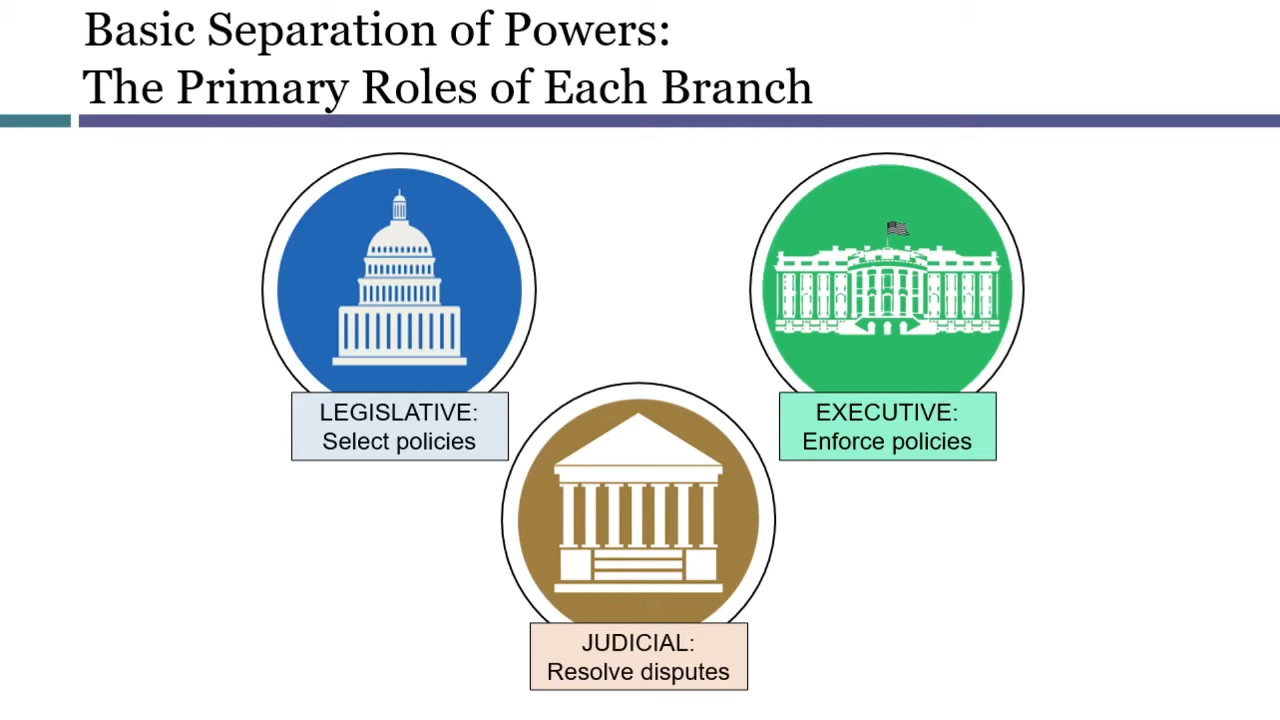 Basic Separation of Powers:
The Primary Roles of Each Branch
LEGISLATIVE:
Select policies
EXECUTIVE:
Enforce policies
JUDICIAL:
Resolve disputes